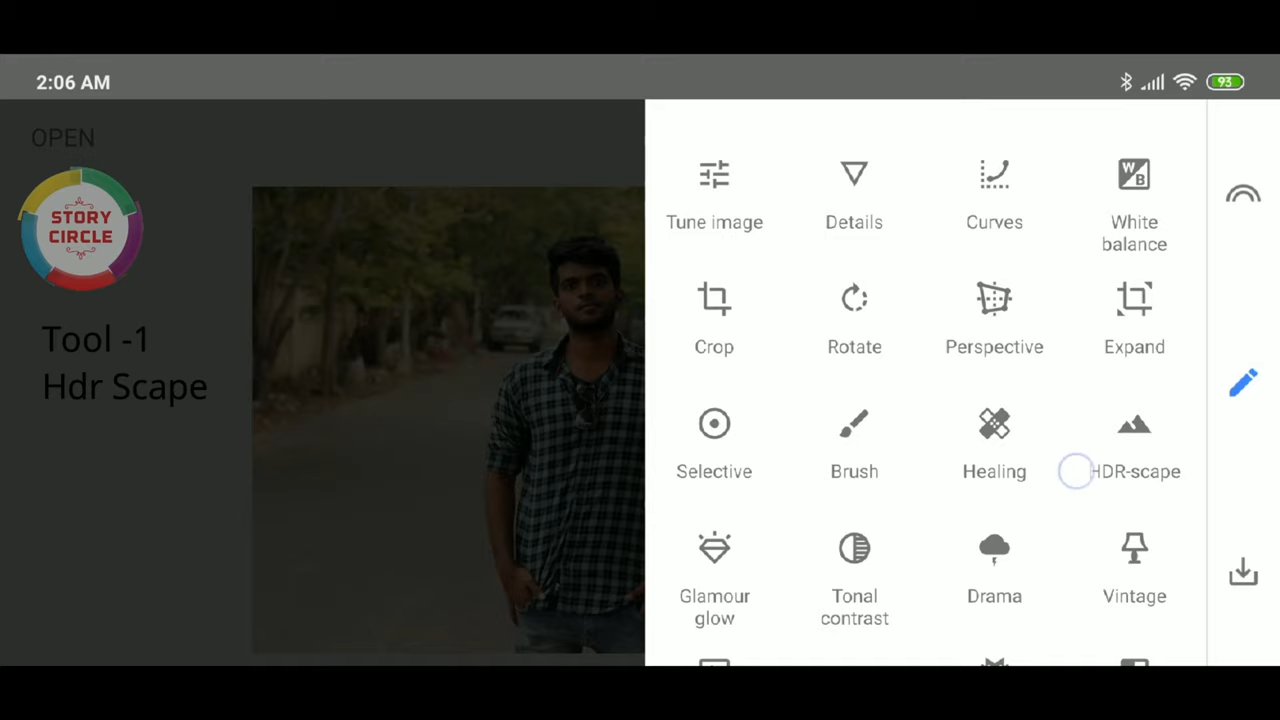 2:06 AM
93
OPEN
STORY
CIRCLE
Tool -1
Hdr Scape
Tune image
Details
Curves
W
B
White
balance
Crop
Rotate
Perspective
Expand
Selective
Brush
Healing
HDR-scape
Glamour
glow
Tonal
contrast
Drama
Vintage